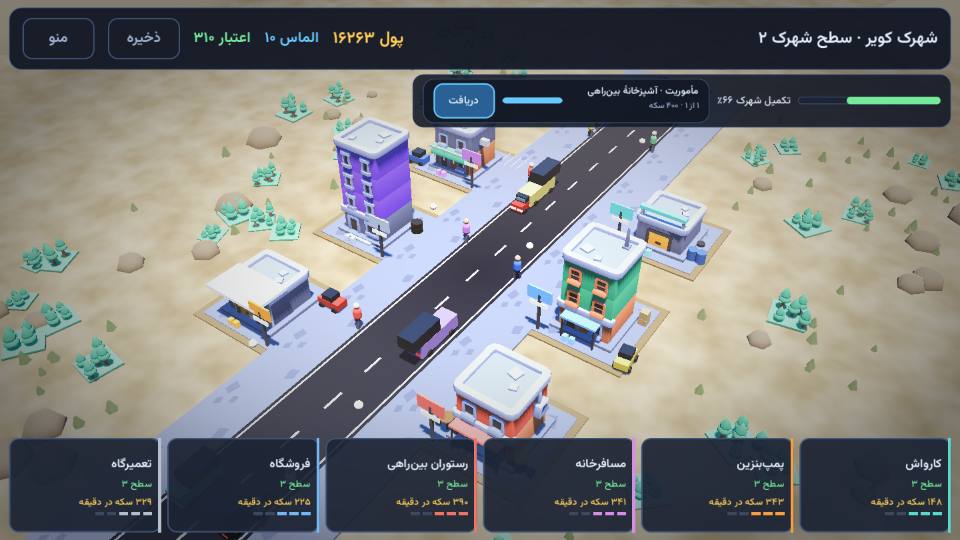 شهرک کویر · سطح شهرک ۲
پول ۱۶۲۶۳
الماس ۱۰
اعتبار ۳۱۰
ذخیره
منو
تکمیل شهرک ۶۶٪
مأموریت · آشپزخانهٔ بین‌راهی
۱ از ۱ · ۴۰۰ سکه
دریافت
کارواش
سطح ۳
۱۴۸ سکه در دقیقه
پمپ‌بنزین
سطح ۳
۳۴۳ سکه در دقیقه
مسافرخانه
سطح ۳
۳۴۱ سکه در دقیقه
رستوران بین‌راهی
سطح ۳
۳۹۰ سکه در دقیقه
فروشگاه
سطح ۳
۲۲۵ سکه در دقیقه
تعمیرگاه
سطح ۳
۳۲۹ سکه در دقیقه